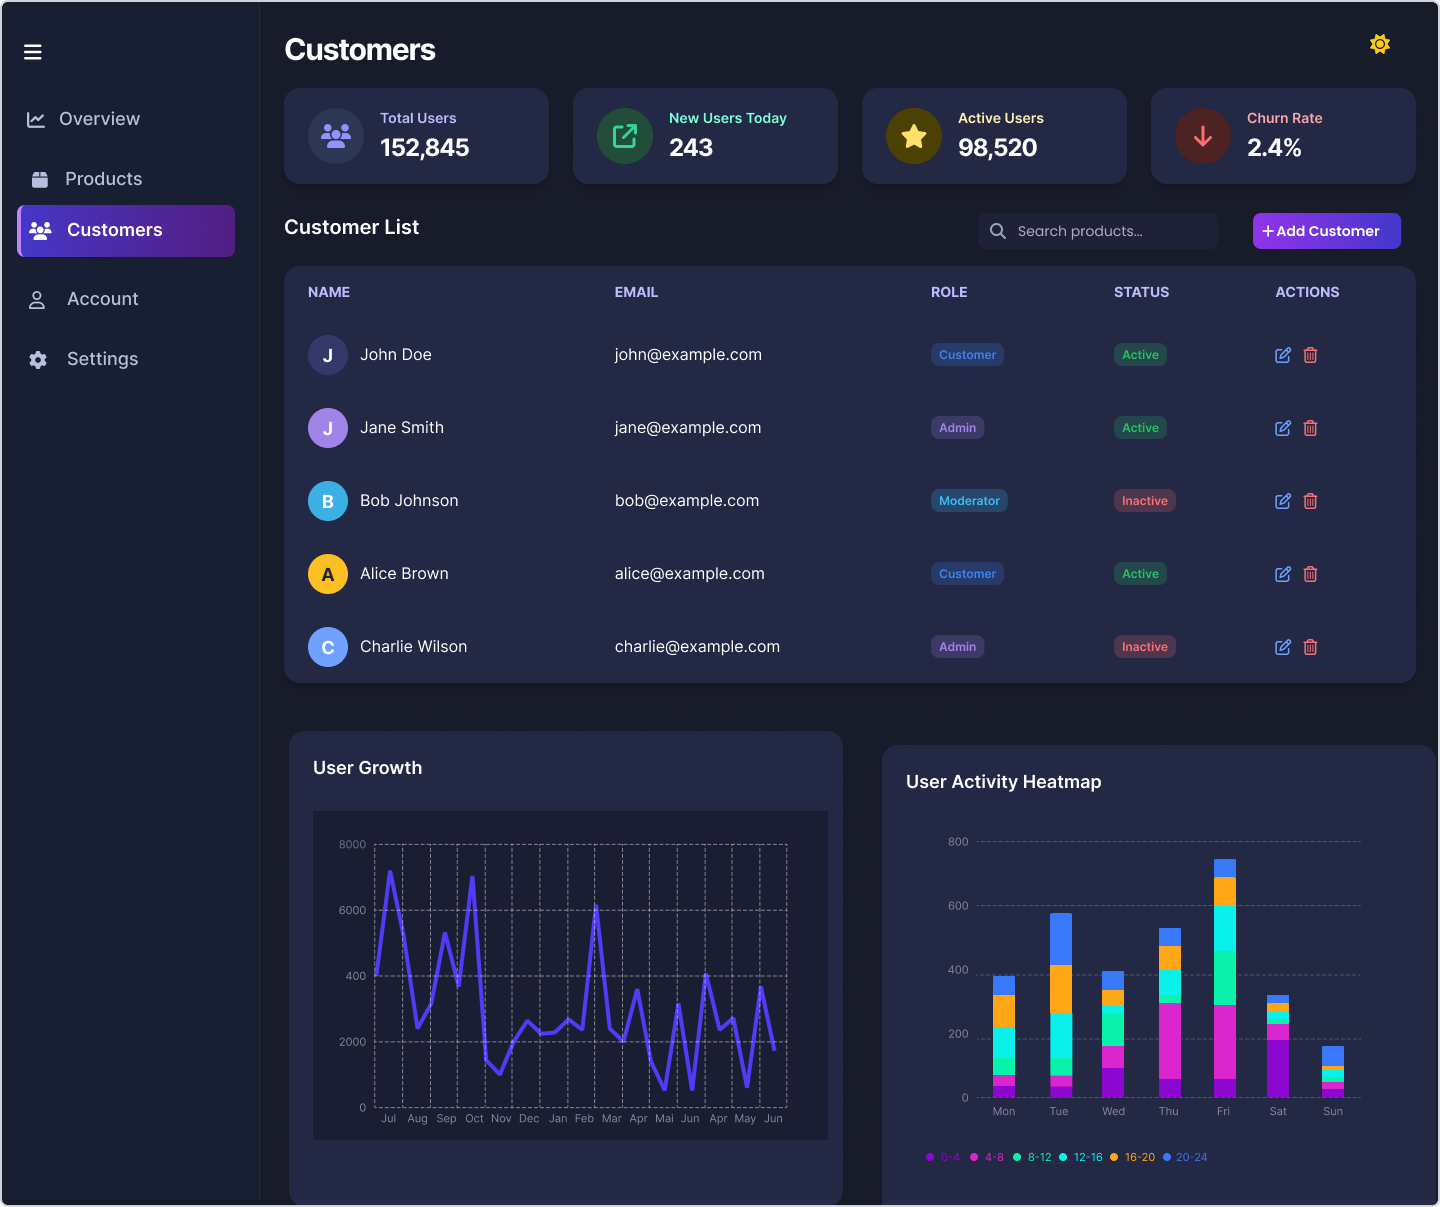 Customers
Overview
Products
Customers
Account
Settings
Total Users
152,845
New Users Today
243
Active Users
98,520
Churn Rate
2.4%
Customer List
Search products...
+ Add Customer
NAME EMAIL ROLE STATUS ACTIONS
J John Doe john@example.com Customer Active
J Jane Smith jane@example.com Admin Active
B Bob Johnson bob@example.com Moderator Inactive
A Alice Brown alice@example.com Customer Active
C Charlie Wilson charlie@example.com Admin Inactive
User Growth
8000
6000
400
2000
0
Jul Aug Sep Oct Nov Dec Jan Feb Mar Apr Mai Jun Apr May Jun
User Activity Heatmap
800
600
400
200
0
Mon Tue Wed Thu Fri Sat Sun
0-4 4-8 8-12 12-16 16-20 20-24